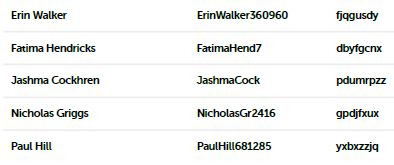 Erin Walker ErinWalker360960 fjqgusdy
Fatima Hendricks FatimaHend7 dbyfgcnx
Jashma Cockhren JashmaCock pdumrpzz
Nicholas Griggs NicholasGr2416 gpdjfxux
Paul Hill PaulHill681285 yxbxzzjq